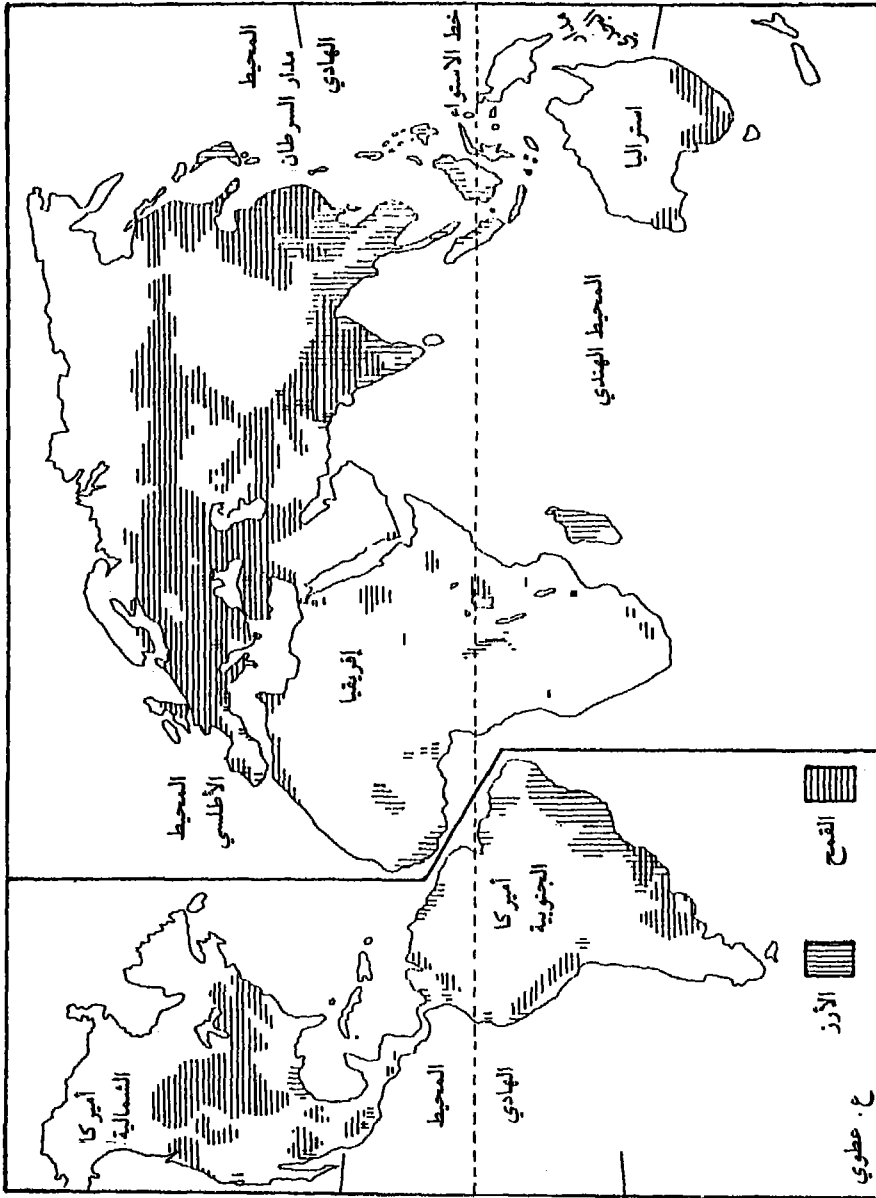 المحيط
الهادي
مدار السرطان
خط الاستواء
استراليا
المحيط الهندي
إفريقيا
المحيط
الأطلسي
أميركا
الشمالية
أميركا
الجنوبية
المحيط
الهادي
القمح
الأرز
ع. عطوي